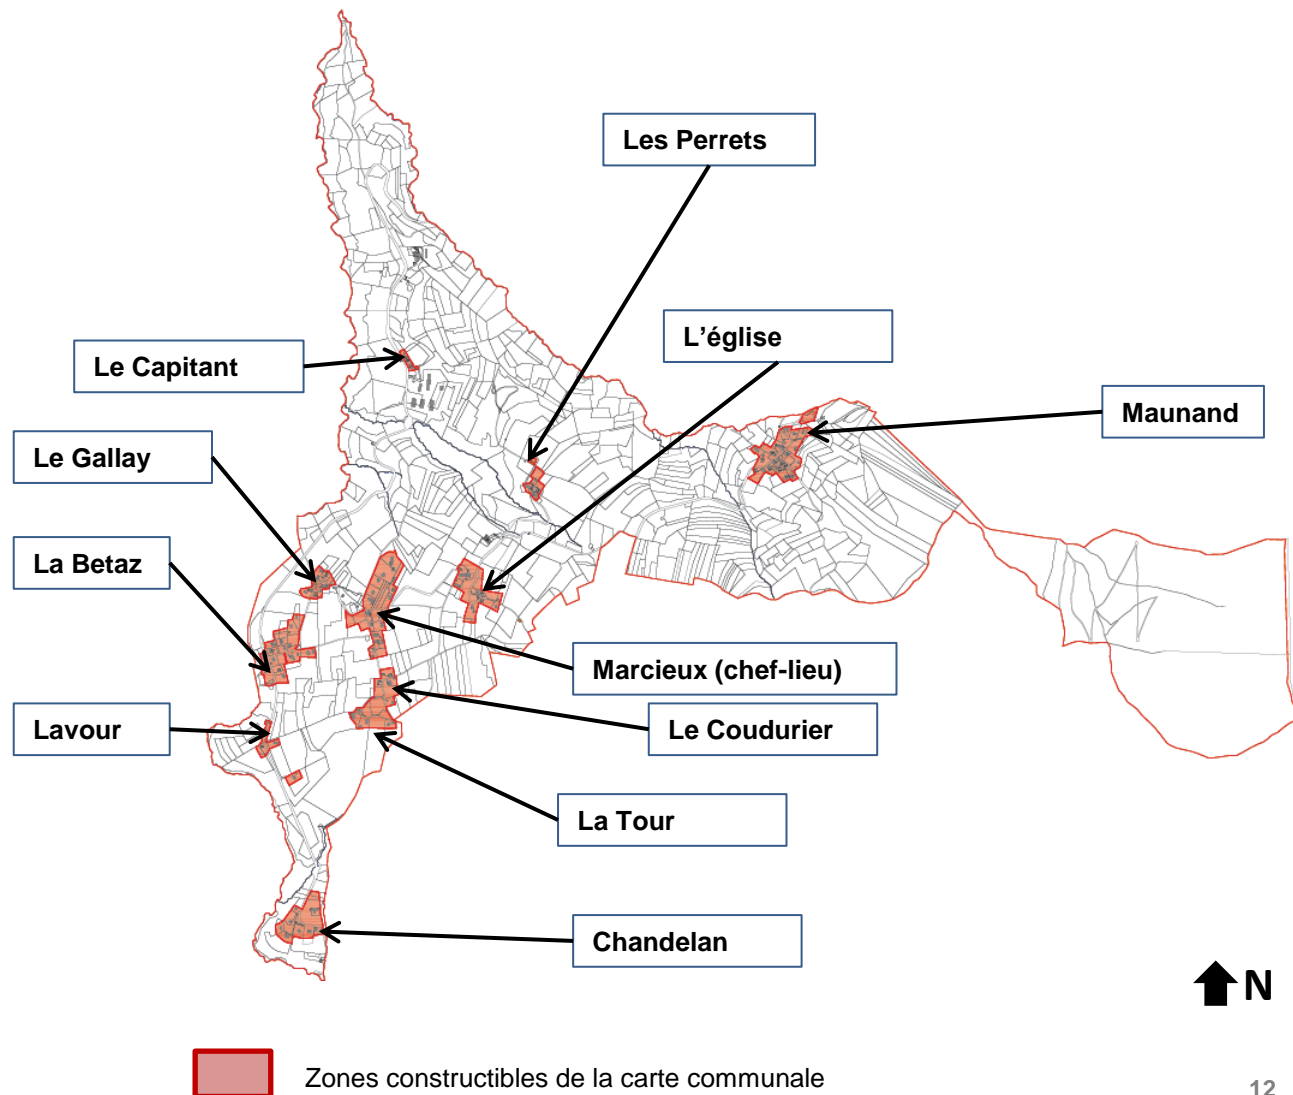 Les Perrets
L’église
Le Capitant
Maunand
Le Gallay
La Betaz
Marcieux (chef-lieu)
Lavour
Le Coudurier
La Tour
Chandelan
N
Zones constructibles de la carte communale
12